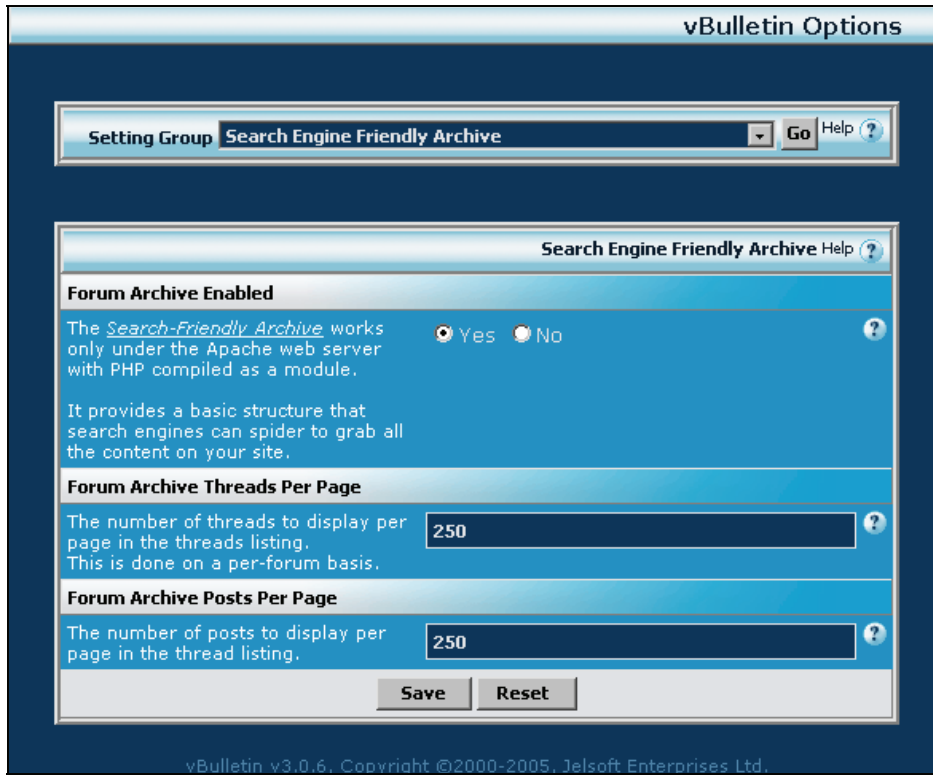 vBulletin Options
Setting Group Search Engine Friendly Archive Go Help ?
Search Engine Friendly Archive Help ?
Forum Archive Enabled
The Search-Friendly Archive works
only under the Apache web server
with PHP compiled as a module.
Yes No ?
It provides a basic structure that
search engines can spider to grab all
the content on your site.
Forum Archive Threads Per Page
The number of threads to display per
page in the threads listing.
This is done on a per-forum basis.
250 ?
Forum Archive Posts Per Page
The number of posts to display per
page in the thread listing.
250 ?
Save Reset
vBulletin v3.0.6, Copyright ©2000-2005, Jelsoft Enterprises Ltd.